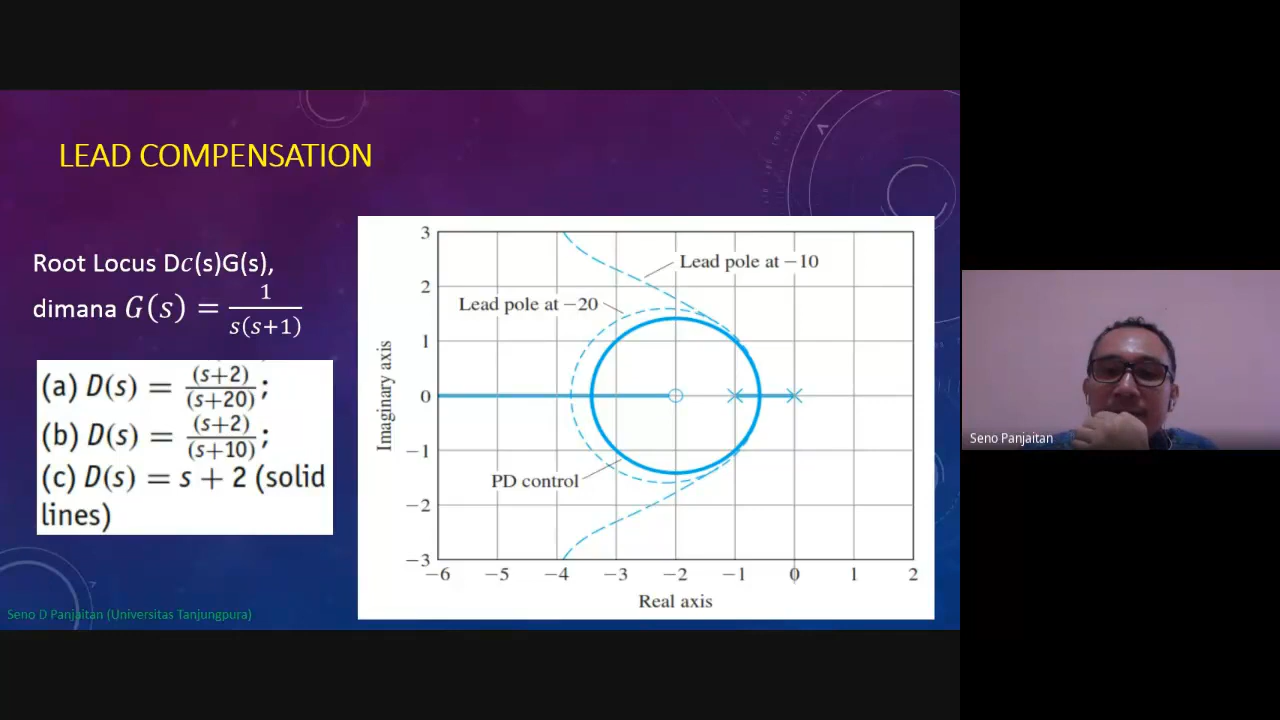 LEAD COMPENSATION
Root Locus Dc(s)G(s),
dimana G(s) = 1/(s(s+1))
(a) D(s) = (s+2)/(s+20);
(b) D(s) = (s+2)/(s+10);
(c) D(s) = s + 2 (solid
lines)
Seno D Panjaitan (Universitas Tanjungpura)
3
2
1
0
−1
−2
−3
Imaginary axis
Lead pole at −10
Lead pole at −20
PD control
−6 −5 −4 −3 −2 −1 0 1 2
Real axis
Seno Panjaitan